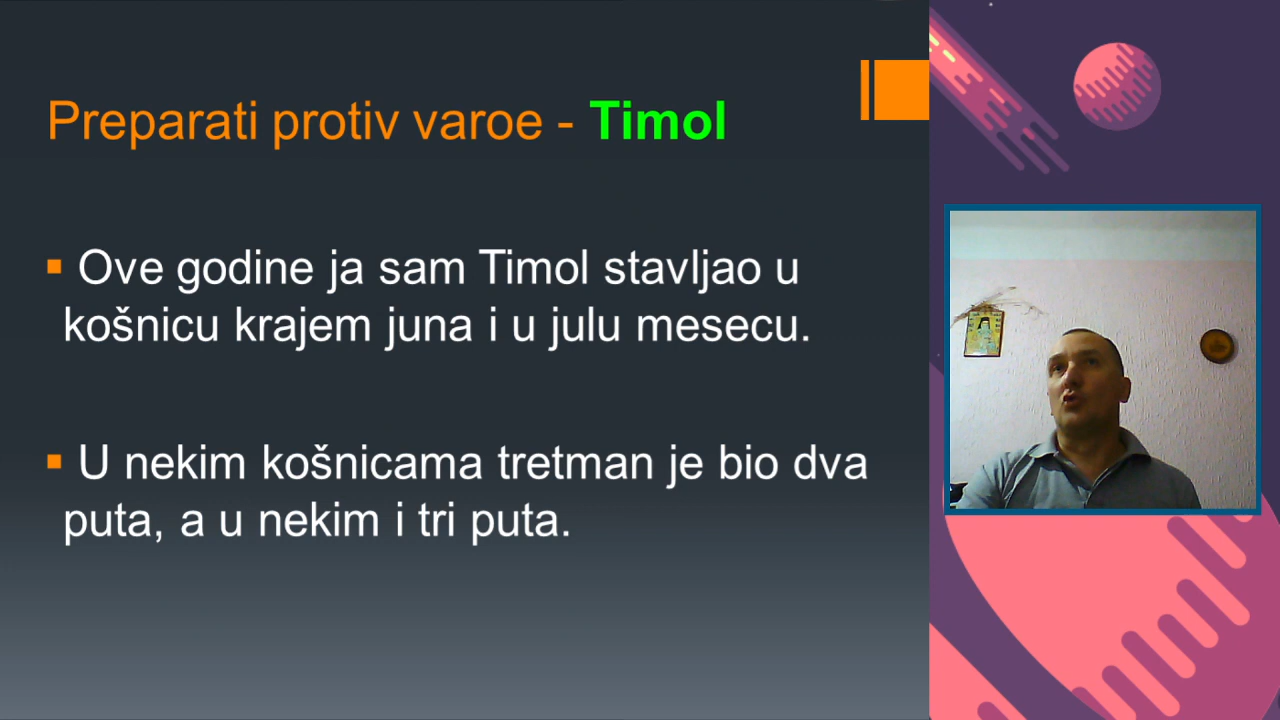 Preparati protiv varoe - Timol
Ove godine ja sam Timol stavljao u
košnicu krajem juna i u julu mesecu.
U nekim košnicama tretman je bio dva
puta, a u nekim i tri puta.